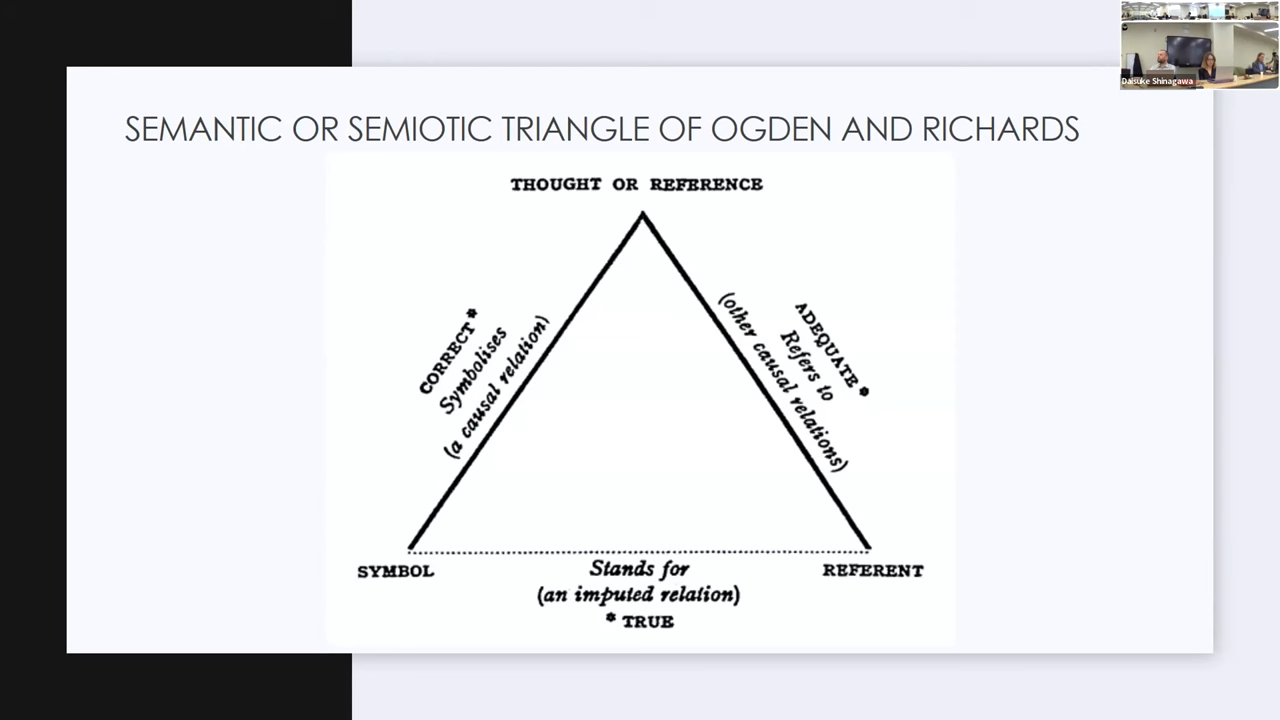 SEMANTIC OR SEMIOTIC TRIANGLE OF OGDEN AND RICHARDS
THOUGHT OR REFERENCE
CORRECT*
Symbolises
(a causal relation)
ADEQUATE*
Refers to
(other causal relations)
SYMBOL
REFERENT
Stands for
(an imputed relation)
* TRUE
Daisuke Shinagawa